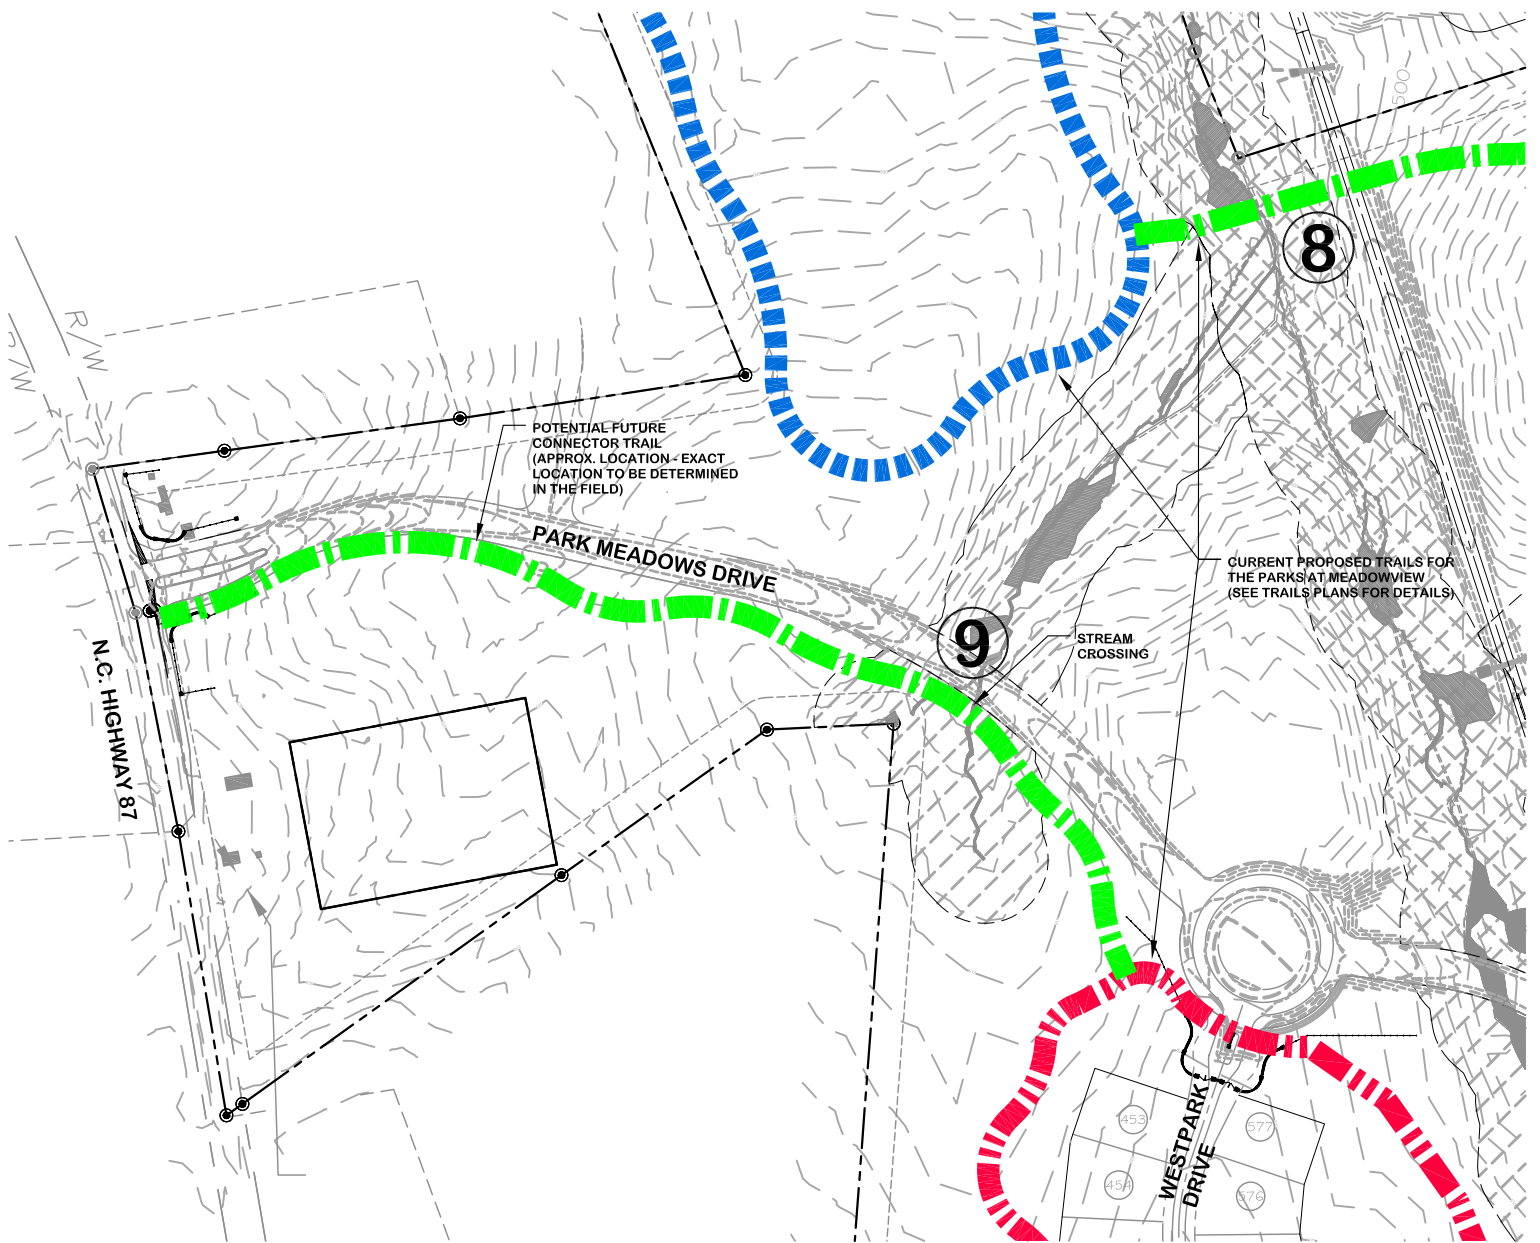 500
8
R/W
R/W
POTENTIAL FUTURE
CONNECTOR TRAIL
(APPROX. LOCATION - EXACT
LOCATION TO BE DETERMINED
IN THE FIELD)
PARK MEADOWS DRIVE
CURRENT PROPOSED TRAILS FOR
THE PARKS AT MEADOWVIEW
(SEE TRAILS PLANS FOR DETAILS)
9
STREAM
CROSSING
N.C. HIGHWAY 87
WESTPARK
DRIVE
453
577
454
576